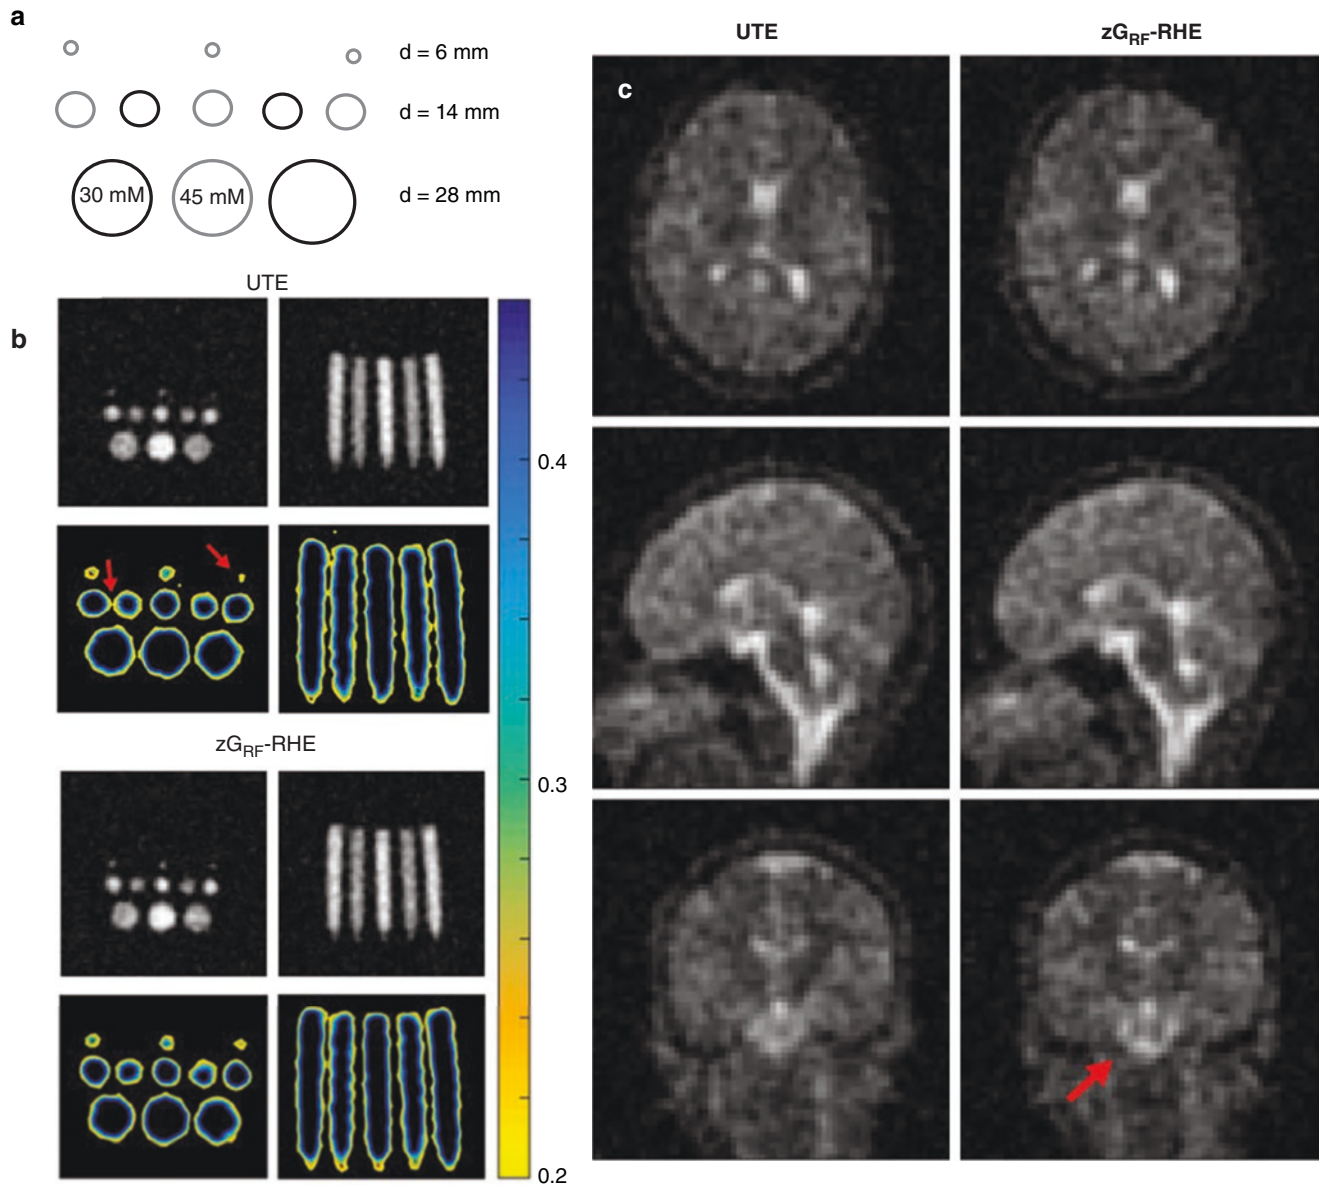 a
d = 6 mm
d = 14 mm
30 mM 45 mM d = 28 mm
b
UTE
0.4
0.3
0.2
zG_RF-RHE
UTE zG_RF-RHE
c